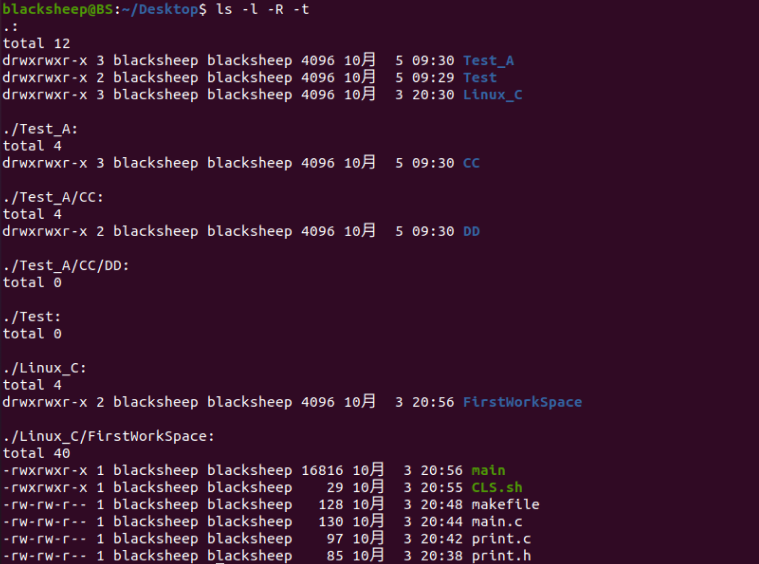 blacksheep@BS:~/Desktop$ ls -l -R -t
.:
total 12
drwxrwxr-x 3 blacksheep blacksheep 4096 10月  5 09:30 Test_A
drwxrwxr-x 2 blacksheep blacksheep 4096 10月  5 09:29 Test
drwxrwxr-x 3 blacksheep blacksheep 4096 10月  3 20:30 Linux_C
./Test_A:
total 4
drwxrwxr-x 3 blacksheep blacksheep 4096 10月  5 09:30 CC
./Test_A/CC:
total 4
drwxrwxr-x 2 blacksheep blacksheep 4096 10月  5 09:30 DD
./Test_A/CC/DD:
total 0
./Test:
total 0
./Linux_C:
total 4
drwxrwxr-x 2 blacksheep blacksheep 4096 10月  3 20:56 FirstWorkSpace
./Linux_C/FirstWorkSpace:
total 40
-rwxrwxr-x 1 blacksheep blacksheep 16816 10月  3 20:56 main
-rwxrwxr-x 1 blacksheep blacksheep    29 10月  3 20:55 CLS.sh
-rw-rw-r-- 1 blacksheep blacksheep   128 10月  3 20:48 makefile
-rw-rw-r-- 1 blacksheep blacksheep   130 10月  3 20:44 main.c
-rw-rw-r-- 1 blacksheep blacksheep    97 10月  3 20:42 print.c
-rw-rw-r-- 1 blacksheep blacksheep    85 10月  3 20:38 print.h